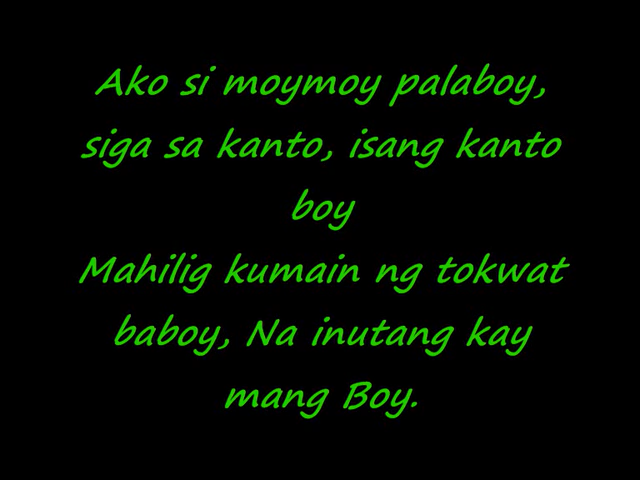 Ako si moymoy palaboy,
siga sa kanto, isang kanto
boy
Mahilig kumain ng tokwat
baboy, Na inutang kay
mang Boy.